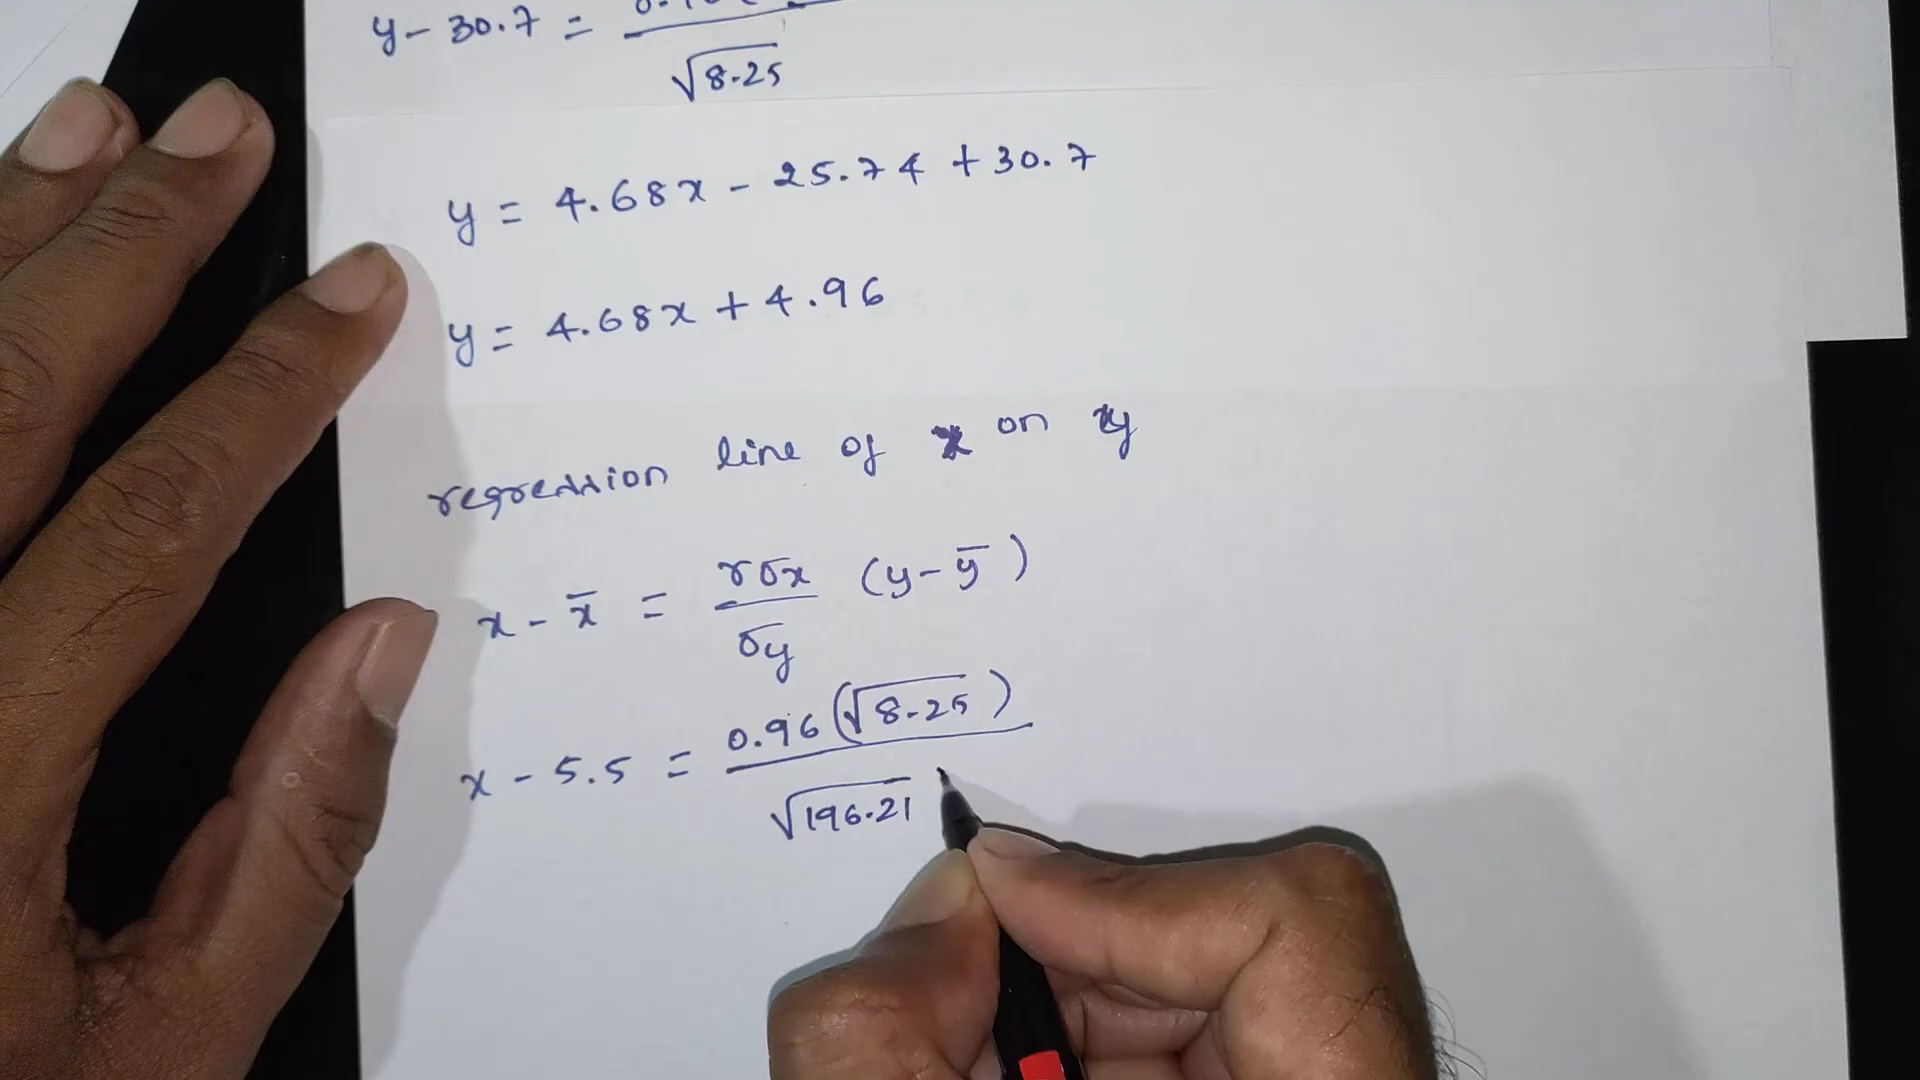 y - 30.7 =
√8.25
y = 4.68x - 25.74 + 30.7
y = 4.68x + 4.96
regression line of x on y
x - x̄ = rσx (y - ȳ)
σy
x - 5.5 = 0.96 (√8.25)
√196.21